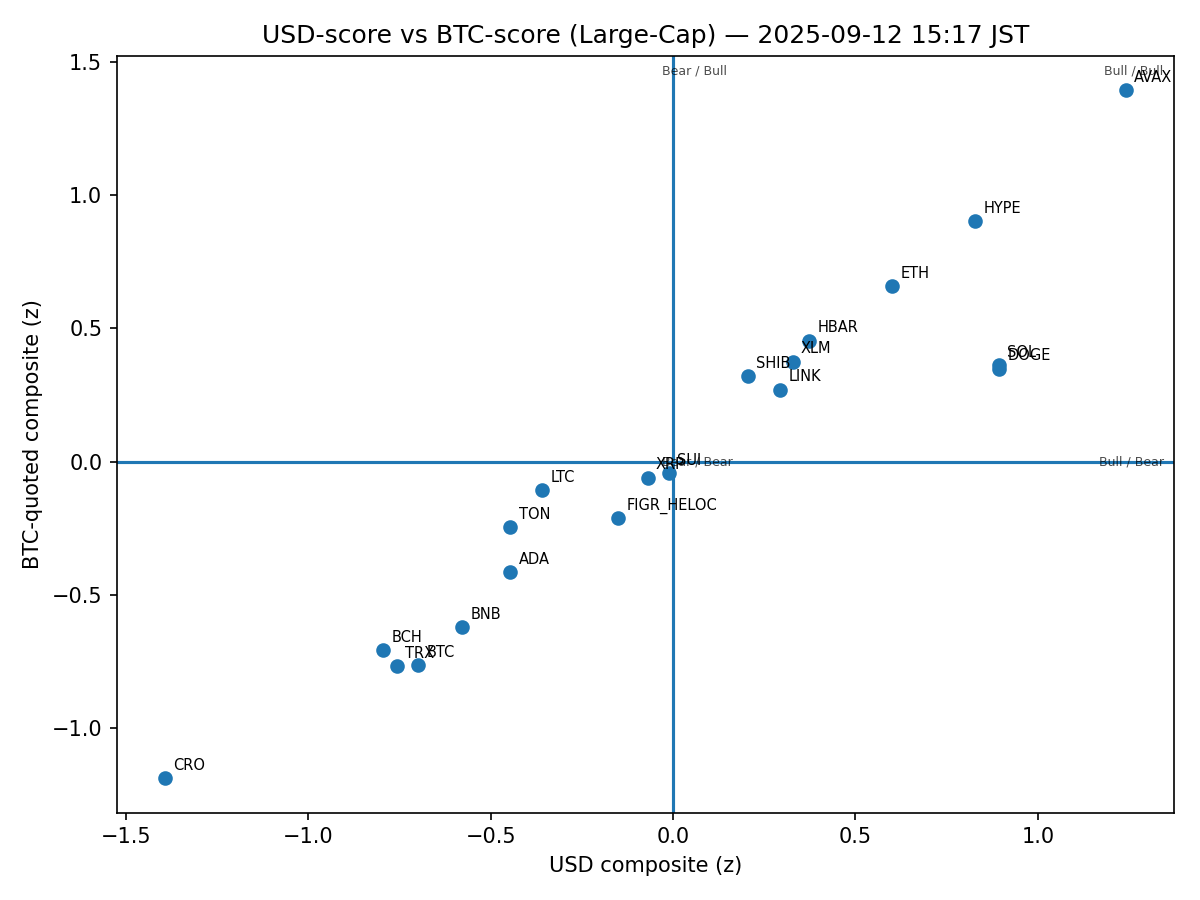 USD-score vs BTC-score (Large-Cap) — 2025-09-12 15:17 JST
BTC-quoted composite (z)
1.5
1.0
0.5
0.0
−0.5
−1.0
Bear / Bull
Bull / Bull
AVAX
HYPE
ETH
HBAR
XLM
SOL
DOGE
SHIB
LINK
SUI
XRP
Bear / Bear
Bull / Bear
LTC
FIGR_HELOC
TON
ADA
BNB
BCH
TRX
BTC
CRO
−1.5
−1.0
−0.5
0.0
0.5
1.0
USD composite (z)